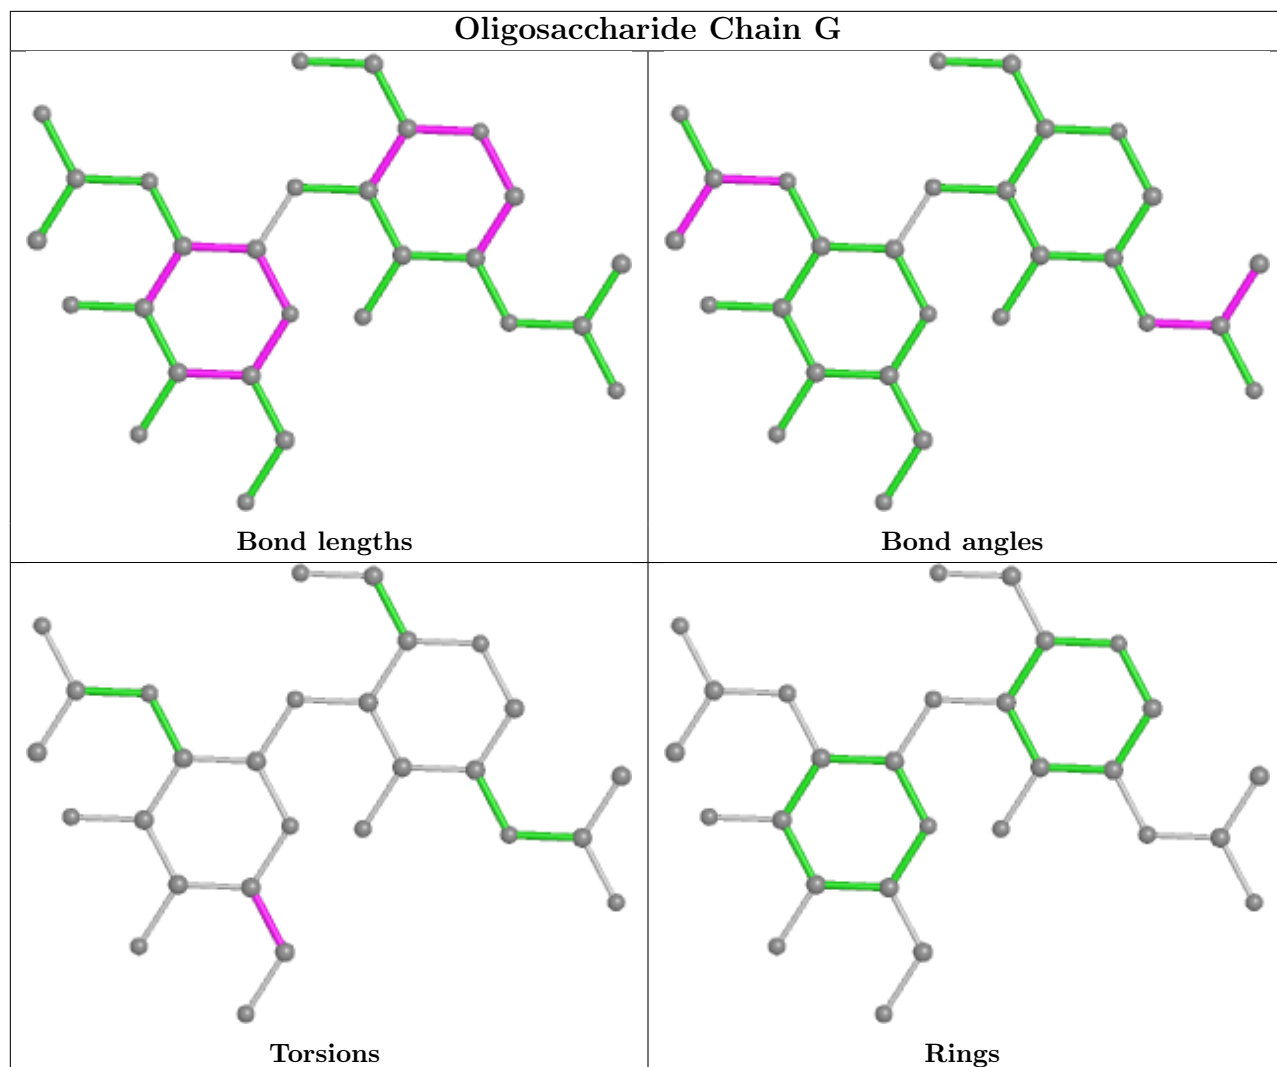 Oligosaccharide Chain G
Bond lengths
Bond angles
Torsions
Rings